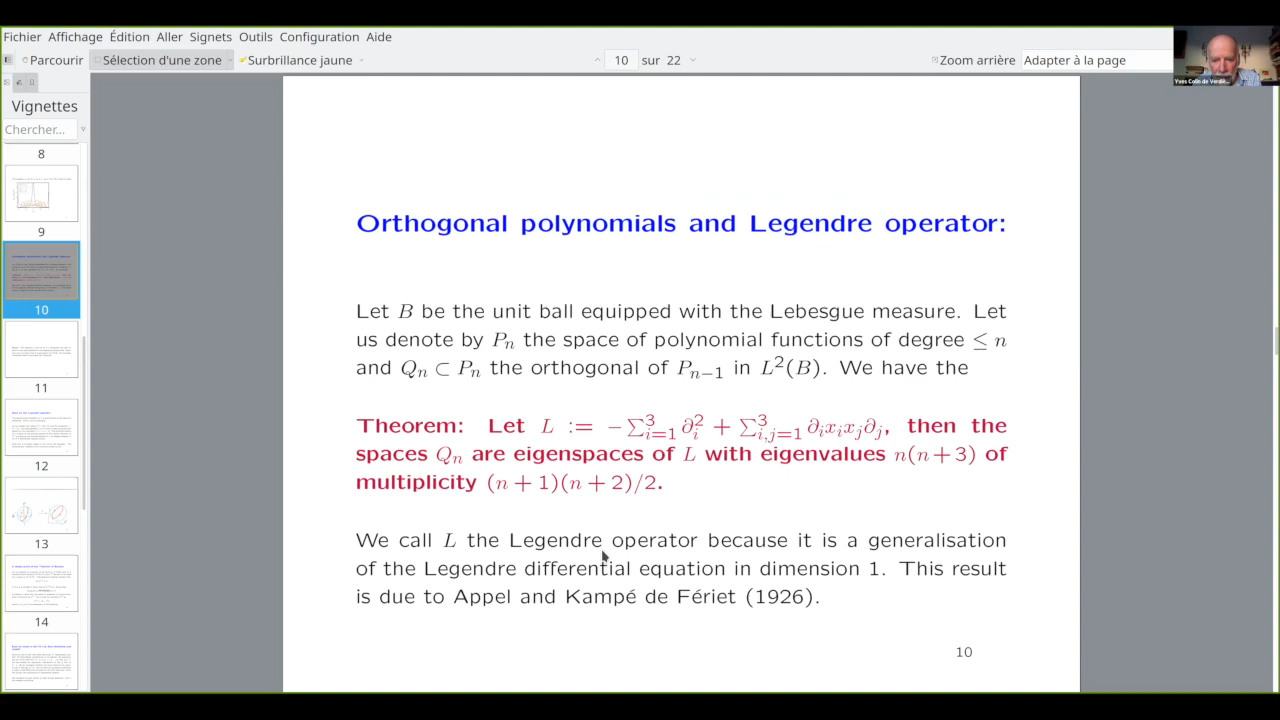 Fichier Affichage Édition Aller Signets Outils Configuration Aide
Parcourir Sélection d'une zone Surbrillance jaune 10 sur 22 Zoom arrière Adapter à la page
Yves Colin de Verdiè...
Vignettes
Chercher...
8
9
10
11
12
13
14
Orthogonal polynomials and Legendre operator:
Let B be the unit ball equipped with the Lebesgue measure. Let
us denote by P_n the space of polynomial functions of degree ≤ n
and Q_n ⊂ P_n the orthogonal of P_{n−1} in L^2(B). We have the
Theorem: Let L := −∑_{i=1}^3 ∂_i^2 + ∑_{i,j=1}^3 ∂_i x_i x_j ∂_j, then the
spaces Q_n are eigenspaces of L with eigenvalues n(n+3) of
multiplicity (n + 1)(n + 2)/2.
We call L the Legendre operator because it is a generalisation
of the Legendre differential equation in dimension 1. This result
is due to Appel and Kampé de Fériet (1926).
10